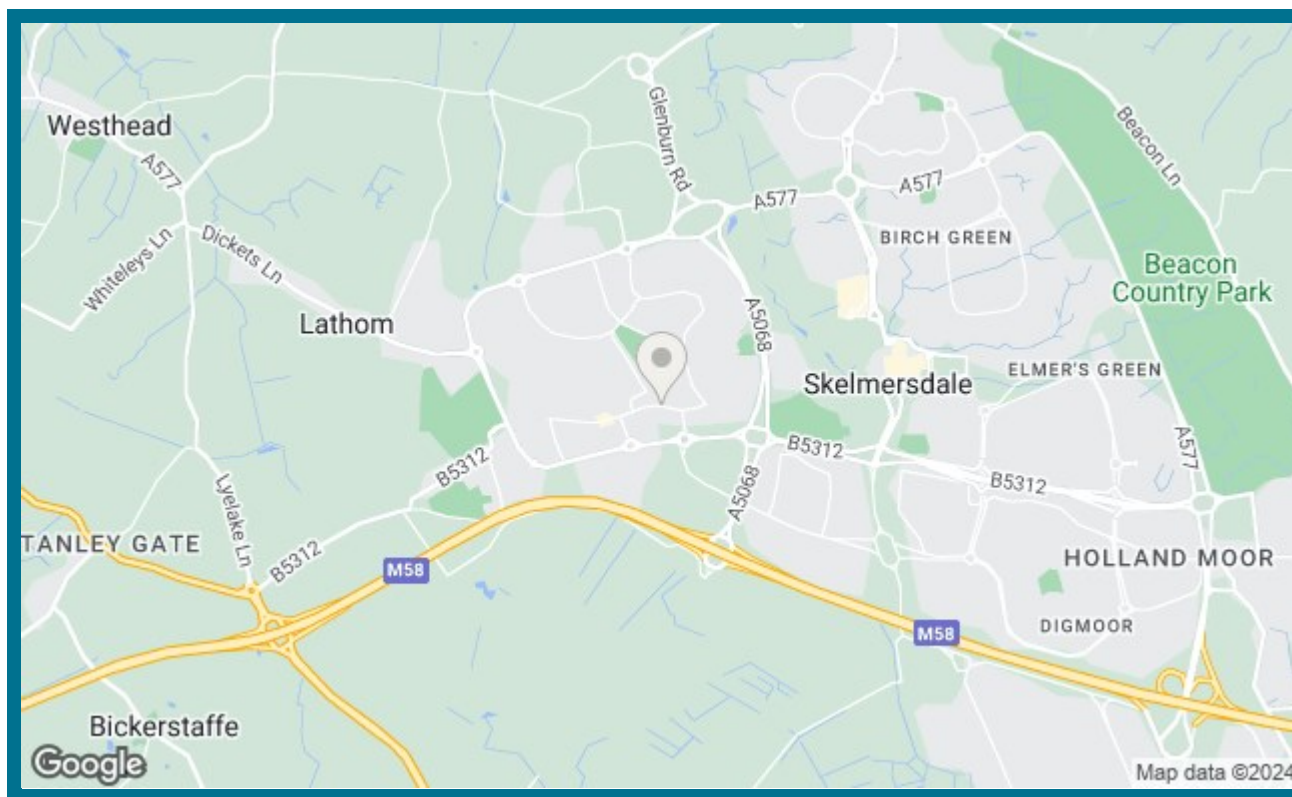 Westhead
A577
Glenburn Rd
Beacon Ln
A577
A577
Whiteleys Ln
Dickets Ln
BIRCH GREEN
Beacon
Country Park
Lathom
A5068
ELMER'S GREEN
Skelmersdale
A577
B5312
B5312
B5312
A5068
Lyelake Ln
TANLEY GATE
B5312
M58
HOLLAND MOOR
DIGMOOR
M58
Bickerstaffe
Google
Map data ©2024